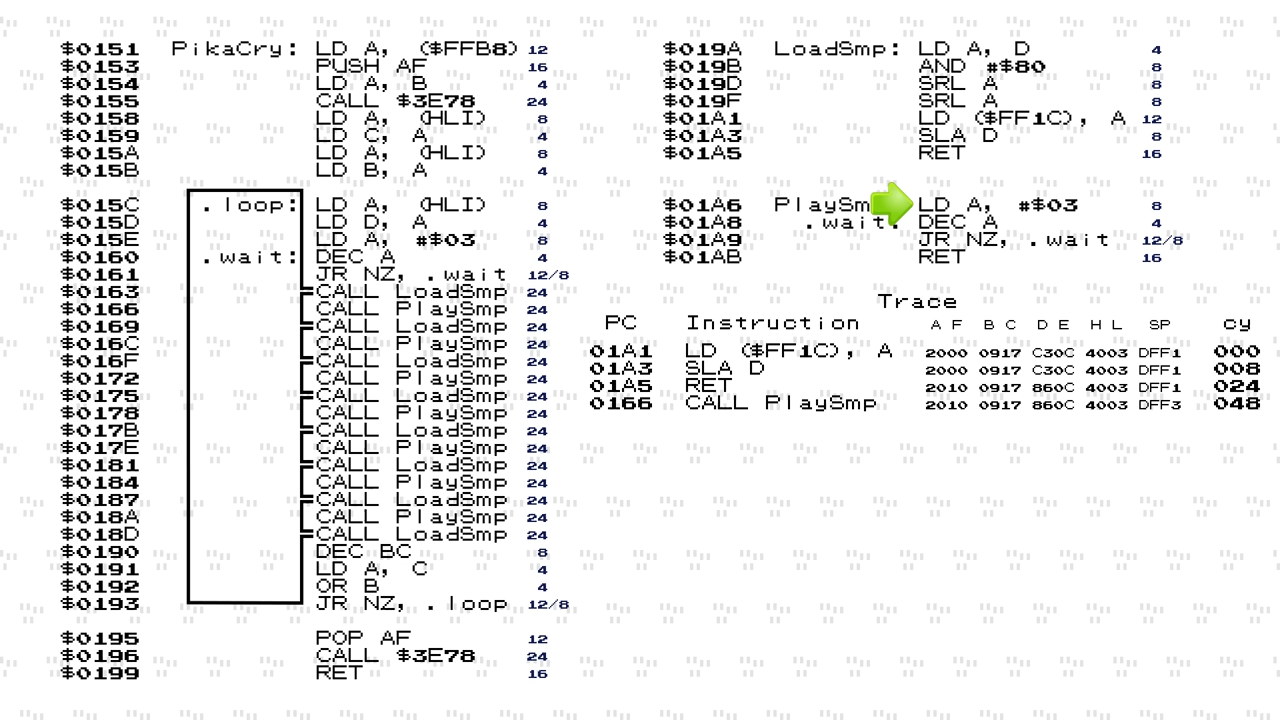 $0151 PikaCry: LD A, ($FFB8) 12
$0153 PUSH AF 16
$0154 LD A, B 4
$0155 CALL $3E78 24
$0158 LD A, (HLI) 8
$0159 LD C, A 4
$015A LD A, (HLI) 8
$015B LD B, A 4
$015C .loop: LD A, (HLI) 8
$015D LD D, A 4
$015E LD A, #$03 8
$0160 .wait: DEC A 4
$0161 JR NZ, .wait 12/8
$0163 CALL LoadSmp 24
$0166 CALL PlaySmp 24
$0169 CALL LoadSmp 24
$016C CALL PlaySmp 24
$016F CALL LoadSmp 24
$0172 CALL PlaySmp 24
$0175 CALL LoadSmp 24
$0178 CALL PlaySmp 24
$017B CALL LoadSmp 24
$017E CALL PlaySmp 24
$0181 CALL LoadSmp 24
$0184 CALL PlaySmp 24
$0187 CALL LoadSmp 24
$018A CALL PlaySmp 24
$018D CALL LoadSmp 24
$0190 DEC BC 8
$0191 LD A, C 4
$0192 OR B 4
$0193 JR NZ, .loop 12/8
$0195 POP AF 12
$0196 CALL $3E78 24
$0199 RET 16
$019A LoadSmp: LD A, D 4
$019B AND #$80 8
$019D SRL A 8
$019F SRL A 8
$01A1 LD ($FF1C), A 12
$01A3 SLA D 8
$01A5 RET 16
$01A6 PlaySm LD A, #$03 8
$01A8 .wait: DEC A 4
$01A9 JR NZ, .wait 12/8
$01AB RET 16
Trace
PC Instruction A F B C D E H L SP cy
01A1 LD ($FF1C), A 2000 0917 C30C 4003 DFF1 000
01A3 SLA D 2000 0917 C30C 4003 DFF1 008
01A5 RET 2010 0917 860C 4003 DFF1 024
0166 CALL PlaySmp 2010 0917 860C 4003 DFF3 048